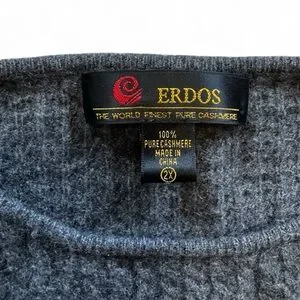 ERDOS
THE WORLD FINEST PURE CASHMERE
100%
PURE CASHMERE
MADE IN
CHINA
2X